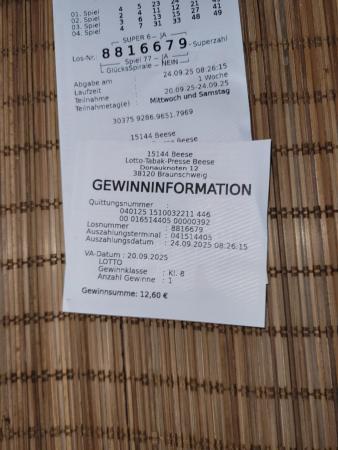 01. Spiel 4 5 23
02. Spiel 2 4 11 24 27 41
03. Spiel 3 6 13 21 27 41
04. Spiel 4 7 31 33 48 49
SUPER 6 – JA
Los-Nr. 8816679 -Superzahl
Spiel 77 – JA
GlücksSpirale – NEIN
Abgabe am : 24.09.25 08:26:15
Laufzeit : 1 Woche
Teilnahme : 20.09.25-24.09.25
Teilnahmetag(e) : Mittwoch und Samstag
30375 9286.9651.7969
15144 Beese
15144 Beese
Lotto-Tabak-Presse Beese
Donauknoten 12
38120 Braunschweig
GEWINNINFORMATION
Quittungsnummer :
040125 1510032211 446
00 016514405 00000392
Losnummer : 8816679
Auszahlungsterminal : 041514405
Auszahlungsdatum : 24.09.2025 08:26:15
VA-Datum : 20.09.2025
LOTTO
Gewinnklasse : Kl. 8
Anzahl Gewinne : 1
Gewinnsumme: 12,60 €